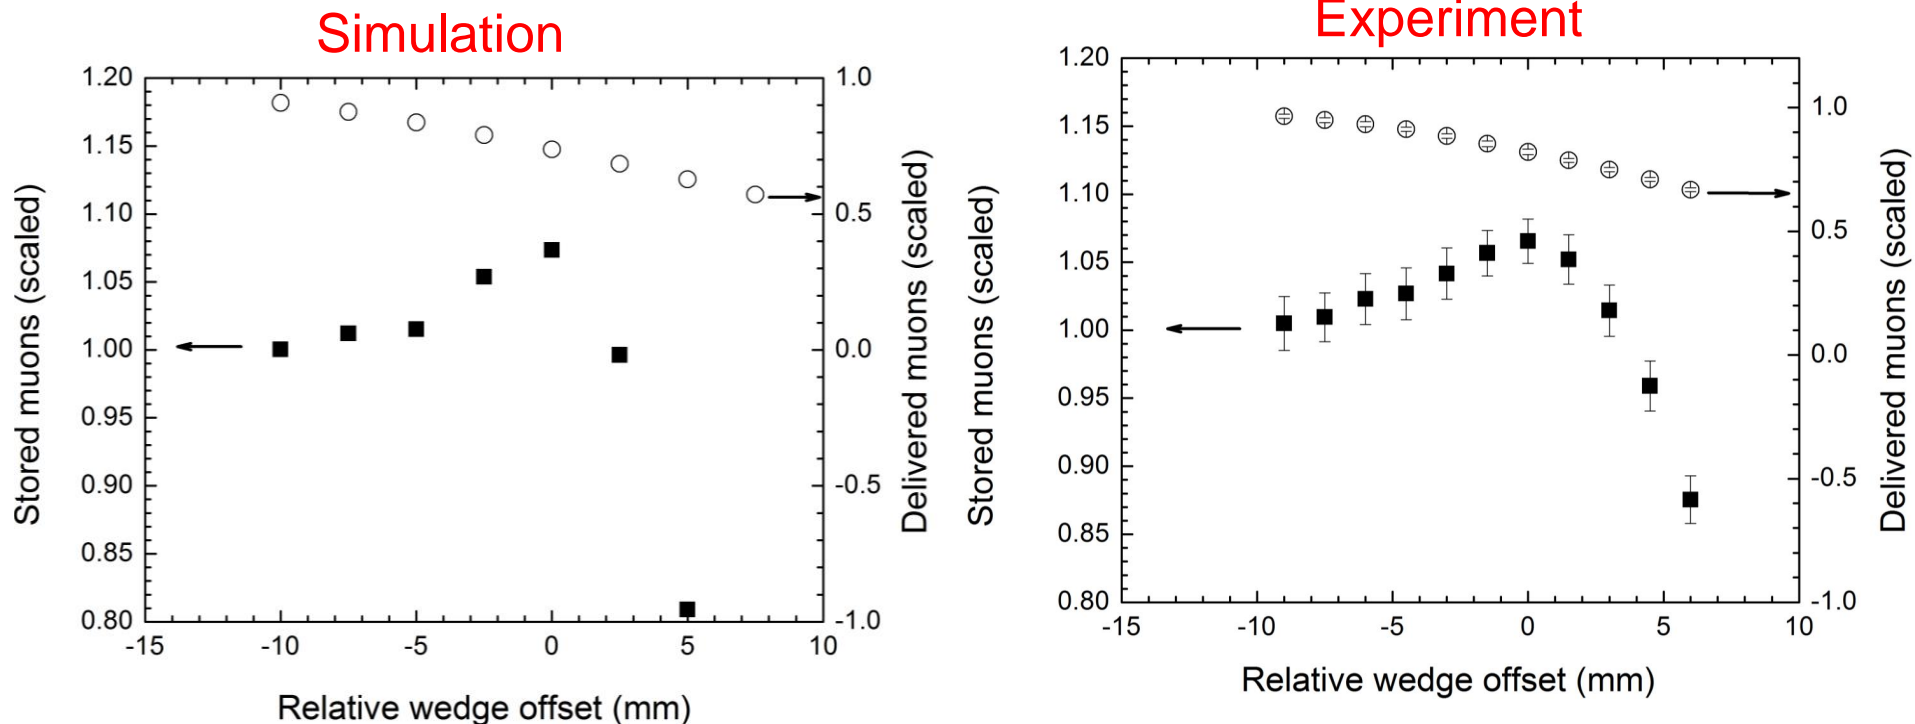 Simulation
Stored muons (scaled)
1.20
1.15
1.10
1.05
1.00
0.95
0.90
0.85
0.80
-15 -10 -5 0 5 10
Relative wedge offset (mm)
1.0
0.5
0.0
-0.5
-1.0
Delivered muons (scaled)
Experiment
Stored muons (scaled)
1.20
1.15
1.10
1.05
1.00
0.95
0.90
0.85
0.80
-15 -10 -5 0 5 10
Relative wedge offset (mm)
1.0
0.5
0.0
-0.5
-1.0
Delivered muons (scaled)